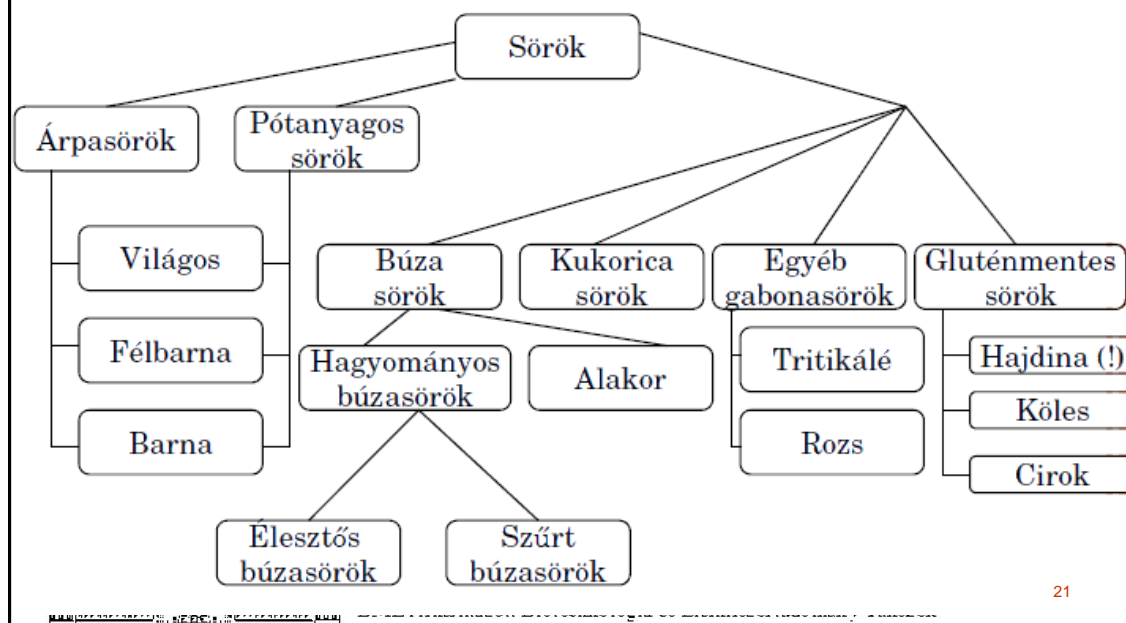 Sörök
Árpasörök
Pótanyagos
sörök
Világos
Félbarna
Barna
Búza
sörök
Kukorica
sörök
Egyéb
gabonasörök
Gluténmentes
sörök
Hagyományos
búzasörök
Alakor
Tritikálé
Rozs
Hajdina (!)
Köles
Cirok
Élesztős
búzasörök
Szűrt
búzasörök
21